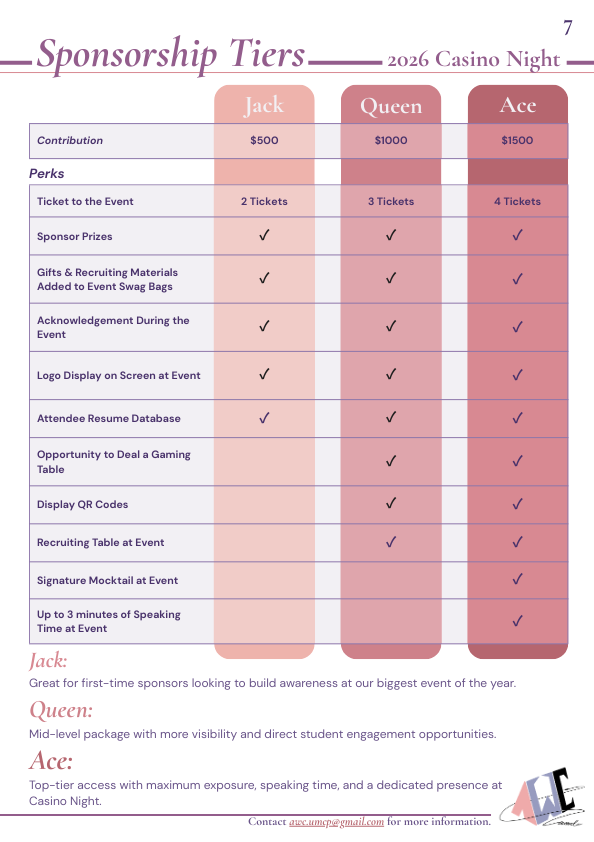 7
Sponsorship Tiers
2026 Casino Night
Jack Queen Ace
Contribution $500 $1000 $1500
Perks
Ticket to the Event 2 Tickets 3 Tickets 4 Tickets
Sponsor Prizes ✓ ✓ ✓
Gifts & Recruiting Materials
Added to Event Swag Bags ✓ ✓ ✓
Acknowledgement During the
Event ✓ ✓ ✓
Logo Display on Screen at Event ✓ ✓ ✓
Attendee Resume Database ✓ ✓ ✓
Opportunity to Deal a Gaming
Table ✓ ✓
Display QR Codes ✓ ✓
Recruiting Table at Event ✓ ✓
Signature Mocktail at Event ✓
Up to 3 minutes of Speaking
Time at Event ✓
Jack:
Great for first-time sponsors looking to build awareness at our biggest event of the year.
Queen:
Mid-level package with more visibility and direct student engagement opportunities.
Ace:
Top-tier access with maximum exposure, speaking time, and a dedicated presence at
Casino Night.
Contact awc.umcp@gmail.com for more information.
AWC